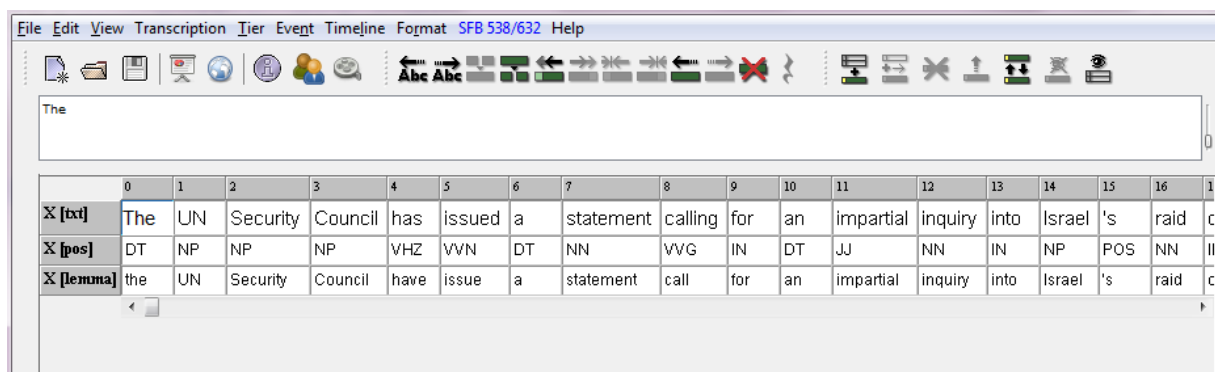 File Edit View Transcription Tier Event Timeline Format SFB 538/632 Help
Abc Abc
The
0 1 2 3 4 5 6 7 8 9 10 11 12 13 14 15 16 1
X [txt] The UN Security Council has issued a statement calling for an impartial inquiry into Israel 's raid
X [pos] DT NP NP NP VHZ VVN DT NN VVG IN DT JJ NN IN NP POS NN
X [lemma] the UN Security Council have issue a statement call for an impartial inquiry into Israel 's raid